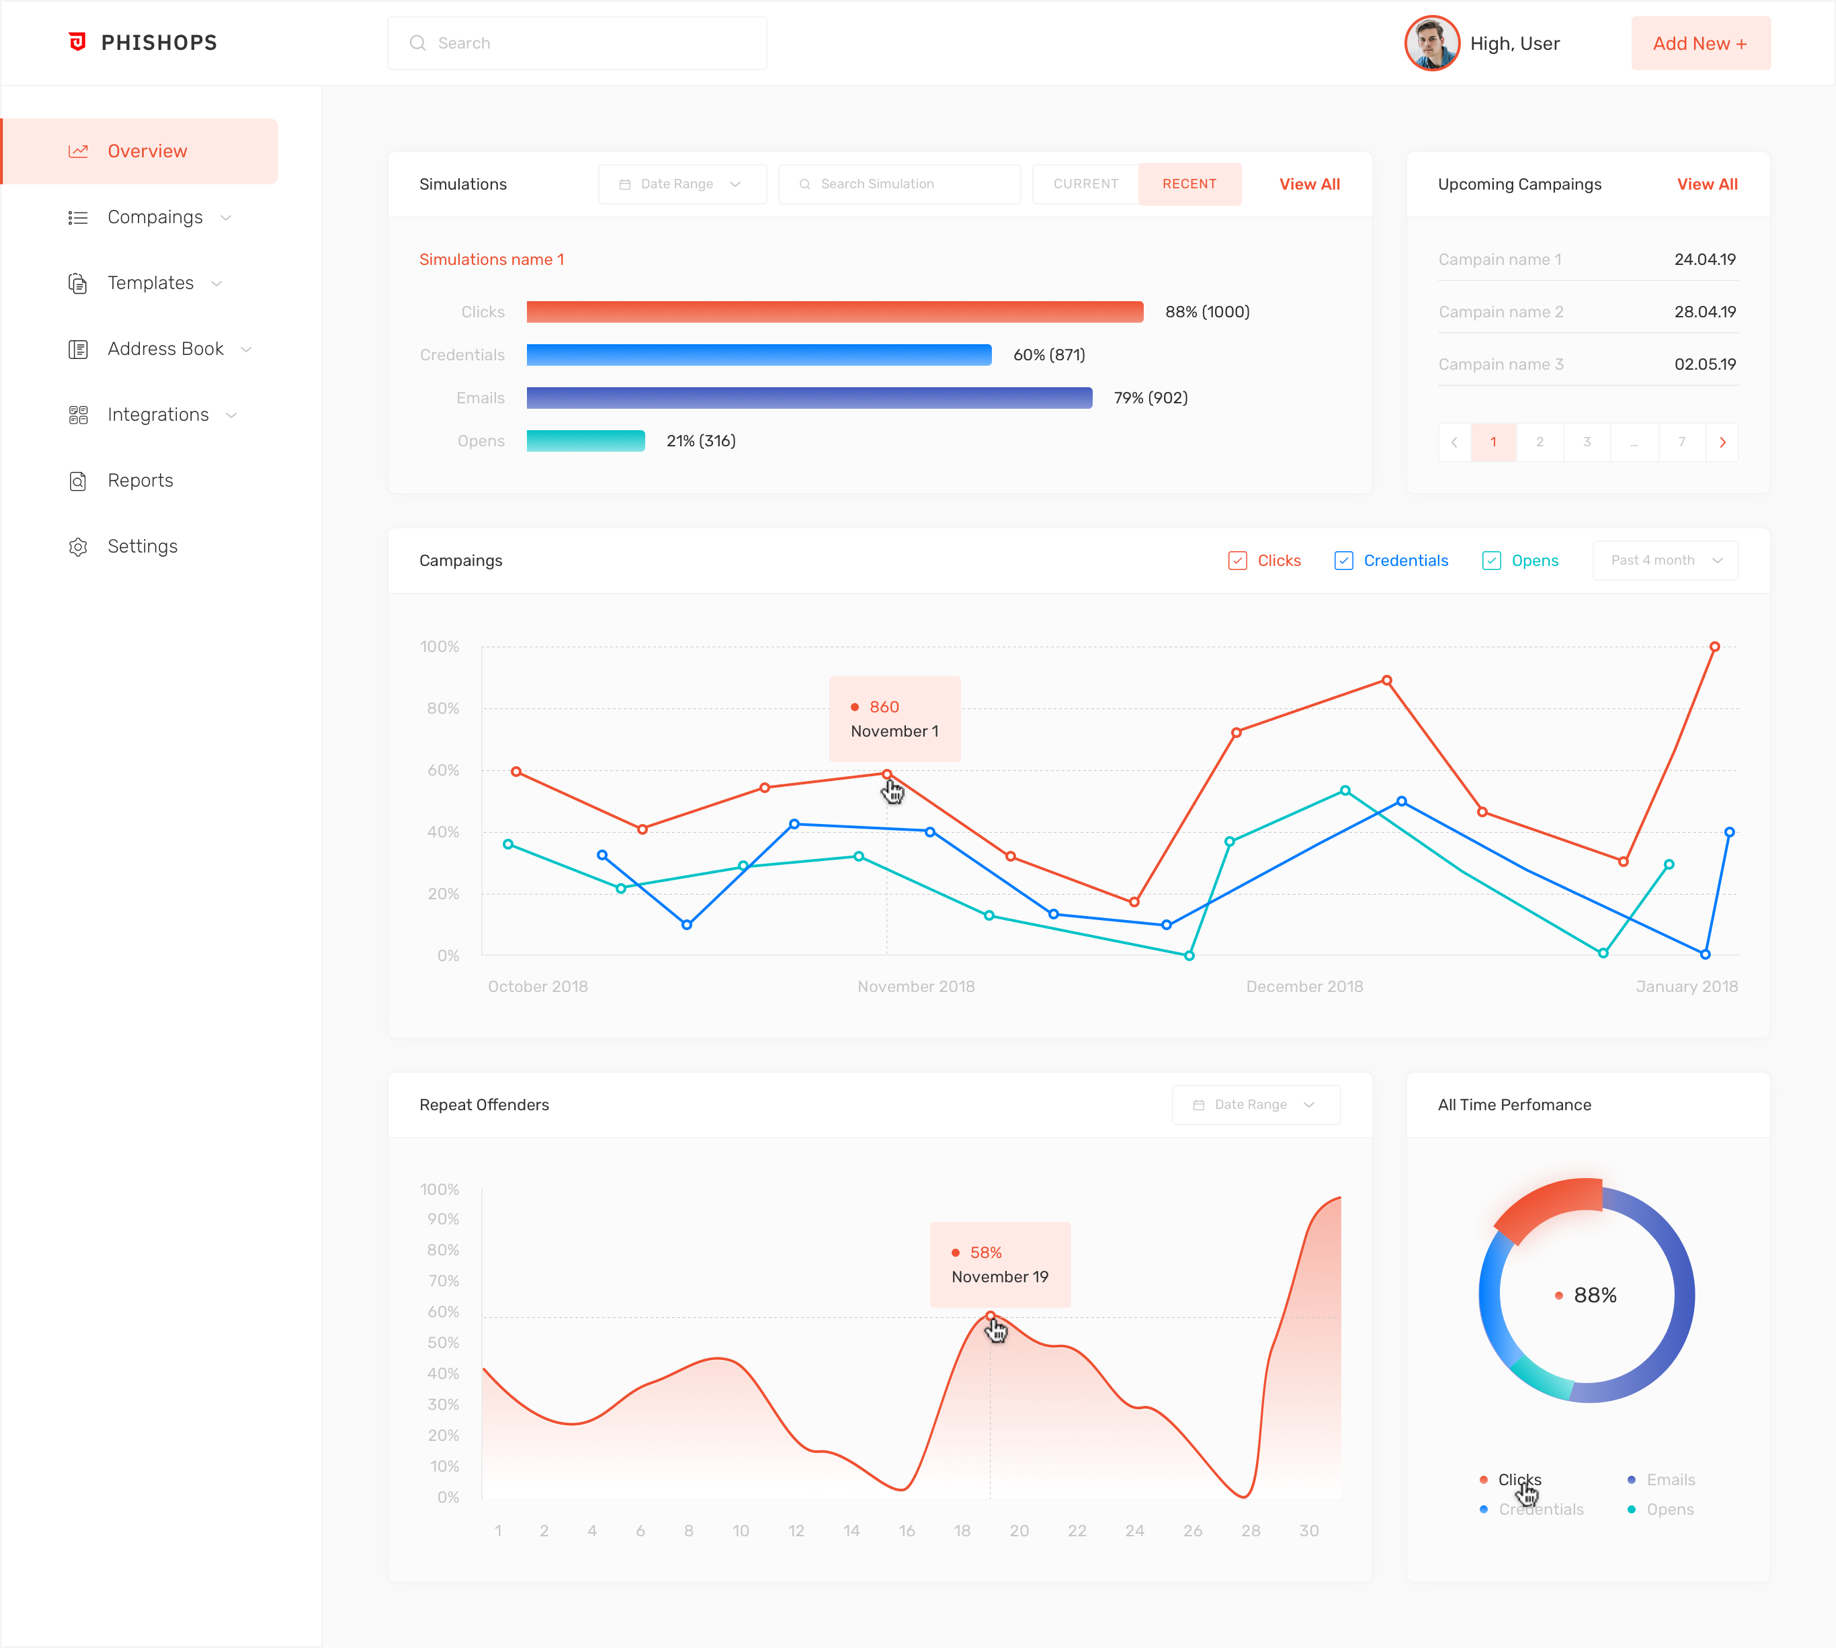 PHISHOPS
Search
High, User
Add New +
Overview
Compaings
Templates
Address Book
Integrations
Reports
Settings
Simulations
Date Range
Search Simulation
CURRENT
RECENT
View All
Simulations name 1
Clicks
88% (1000)
Credentials
60% (871)
Emails
79% (902)
Opens
21% (316)
Upcoming Campaings
View All
Campain name 1
24.04.19
Campain name 2
28.04.19
Campain name 3
02.05.19
1 2 3 ... 7
Campaings
Clicks
Credentials
Opens
Past 4 month
100%
80%
60%
40%
20%
0%
860
November 1
October 2018
November 2018
December 2018
January 2018
Repeat Offenders
Date Range
100%
90%
80%
70%
60%
50%
40%
30%
20%
10%
0%
58%
November 19
1 2 4 6 8 10 12 14 16 18 20 22 24 26 28 30
All Time Perfomance
88%
Clicks
Emails
Credentials
Opens